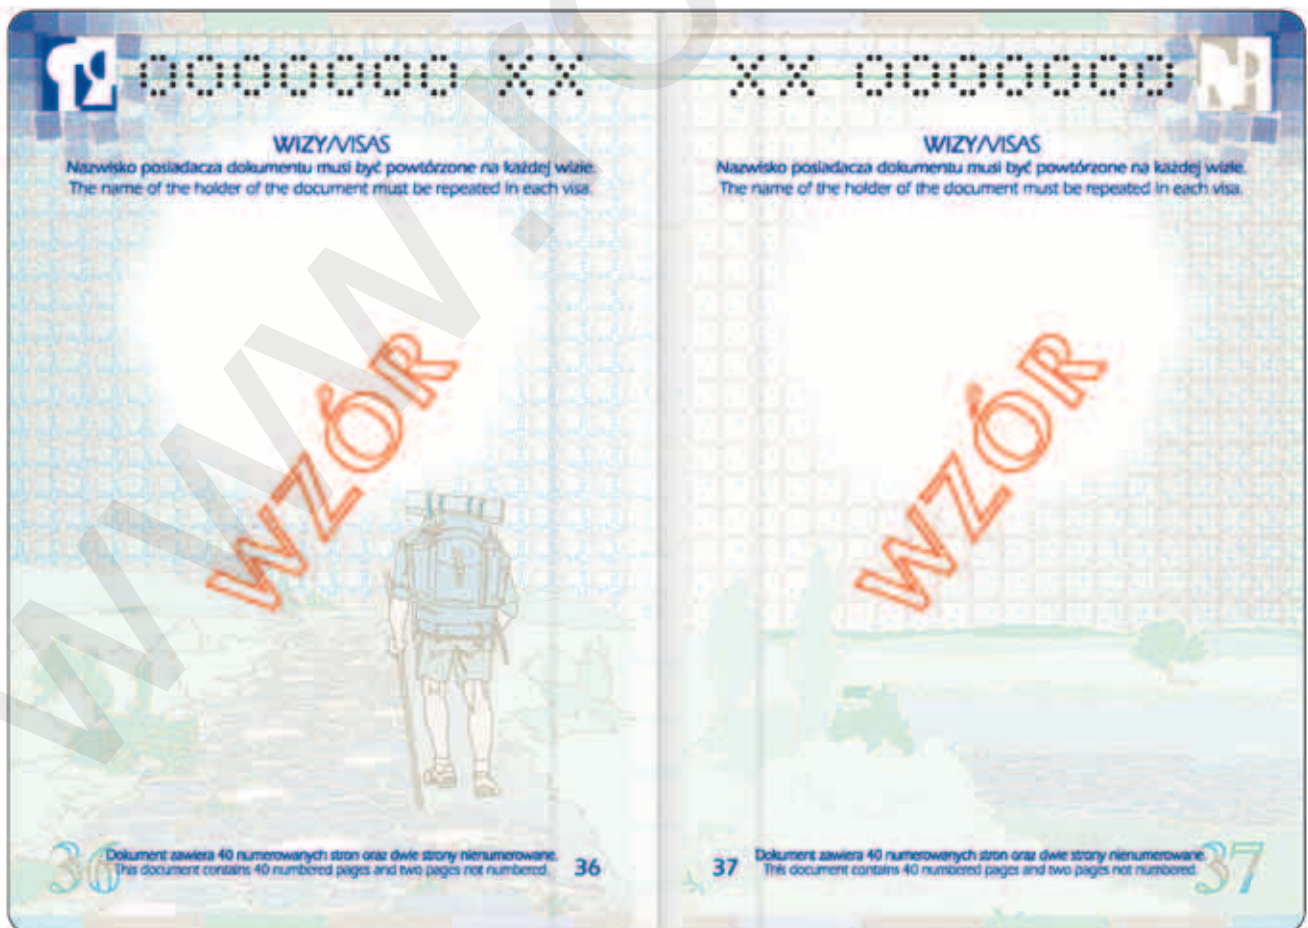 0000000 XX
WIZY/VISAS
Nazwisko posiadacza dokumentu musi być powtórzone na każdej wizie.
The name of the holder of the document must be repeated in each visa.
WZÓR
36
Dokument zawiera 40 numerowanych stron oraz dwie strony nienumerowane.
This document contains 40 numbered pages and two pages not numbered.
36
XX 0000000
WIZY/VISAS
Nazwisko posiadacza dokumentu musi być powtórzone na każdej wizie.
The name of the holder of the document must be repeated in each visa.
WZÓR
37
Dokument zawiera 40 numerowanych stron oraz dwie strony nienumerowane.
This document contains 40 numbered pages and two pages not numbered.
37
www.